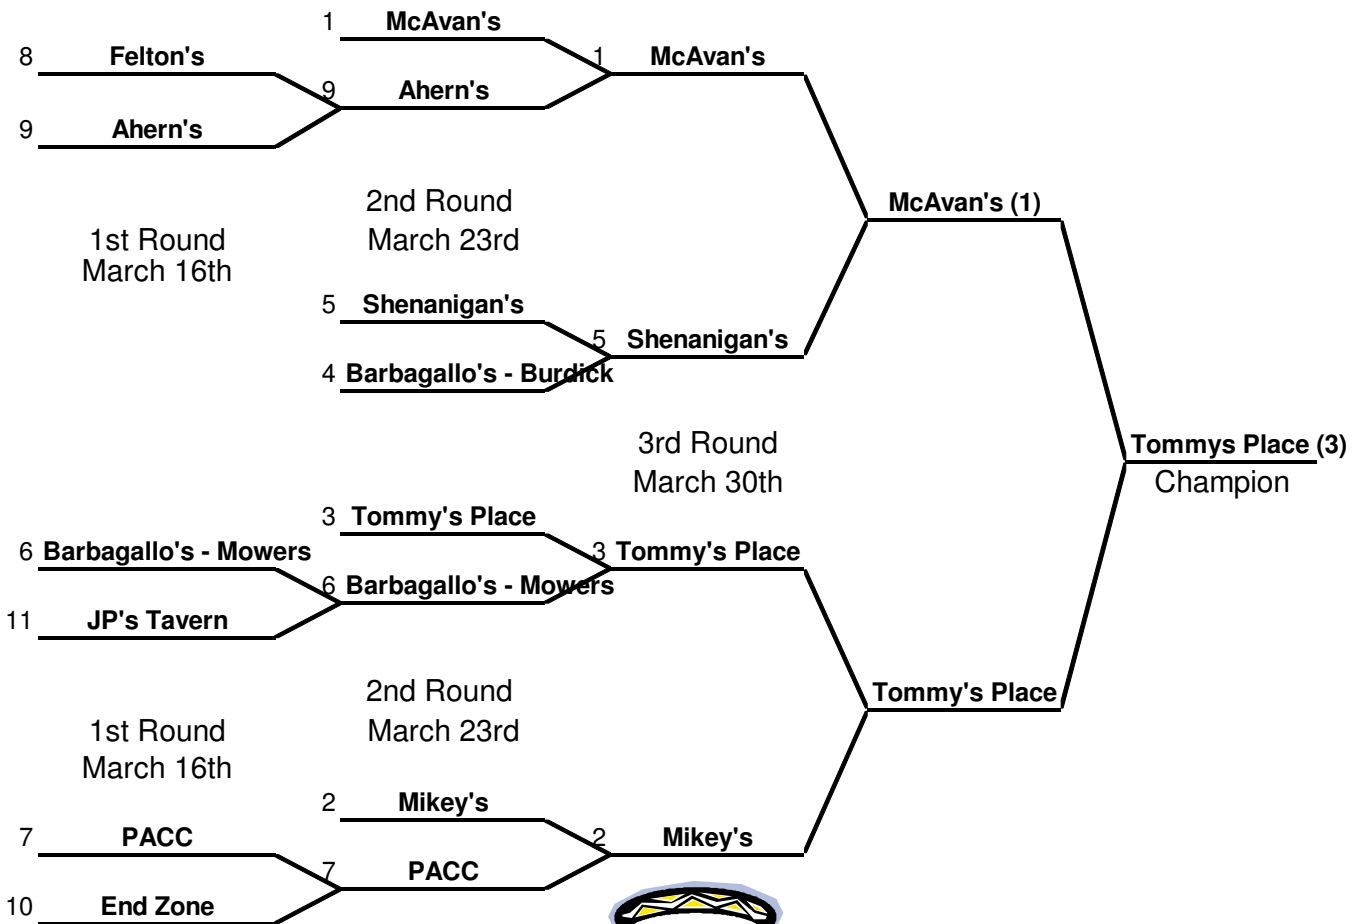 1 McAvan's
8 Felton's
1 McAvan's
9 Ahern's
9 Ahern's
McAvan's (1)
2nd Round
March 23rd
1st Round
March 16th
5 Shenanigan's
5 Shenanigan's
4 Barbagallo's - Burdick
3rd Round
March 30th
Tommys Place (3)
Champion
3 Tommy's Place
6 Barbagallo's - Mowers
3 Tommy's Place
6 Barbagallo's - Mowers
11 JP's Tavern
2nd Round
March 23rd
Tommy's Place
1st Round
March 16th
2 Mikey's
7 PACC
2 Mikey's
7 PACC
10 End Zone